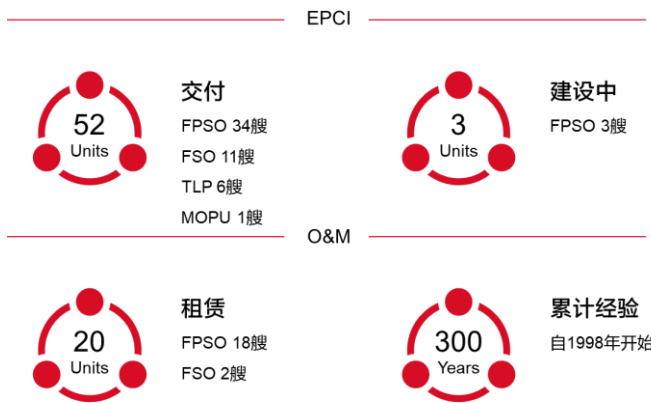 EPCI
52
Units
交付
FPSO 34艘
FSO 11艘
TLP 6艘
MOPU 1艘
3
Units
建设中
FPSO 3艘
O&M
20
Units
租赁
FPSO 18艘
FSO 2艘
300
Years
累计经验
自1998年开始